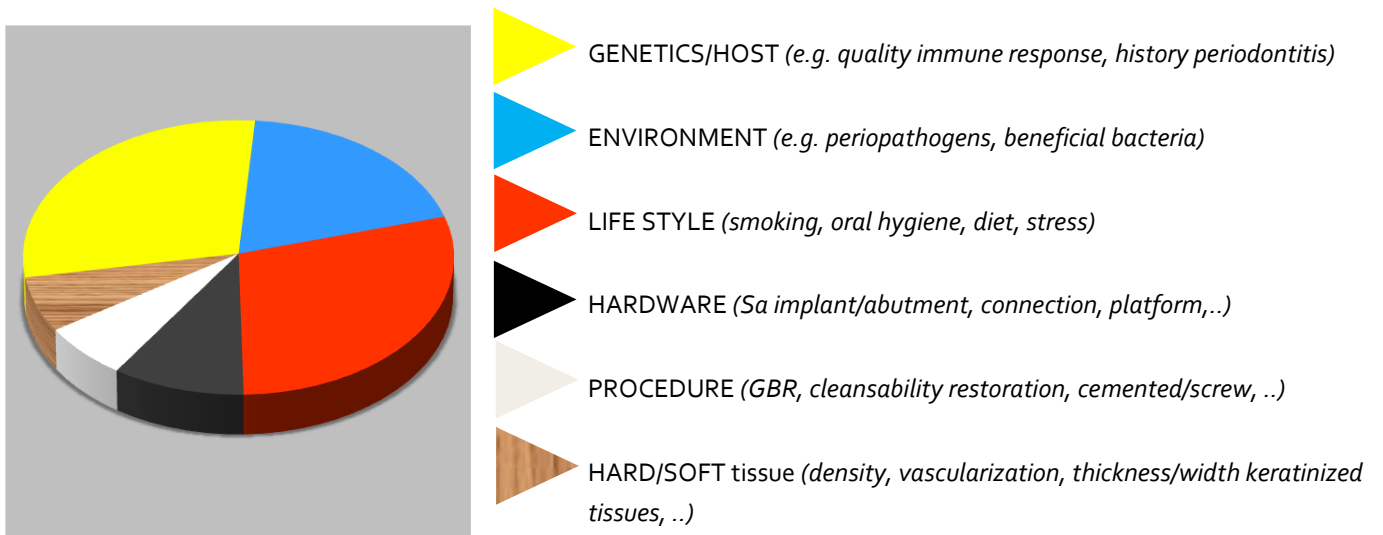 GENETICS/HOST (e.g. quality immune response, history periodontitis)
ENVIRONMENT (e.g. periopathogens, beneficial bacteria)
LIFE STYLE (smoking, oral hygiene, diet, stress)
HARDWARE (Sa implant/abutment, connection, platform,..)
PROCEDURE (GBR, cleansability restoration, cemented/screw, ..)
HARD/SOFT tissue (density, vascularization, thickness/width keratinized
tissues, ..)